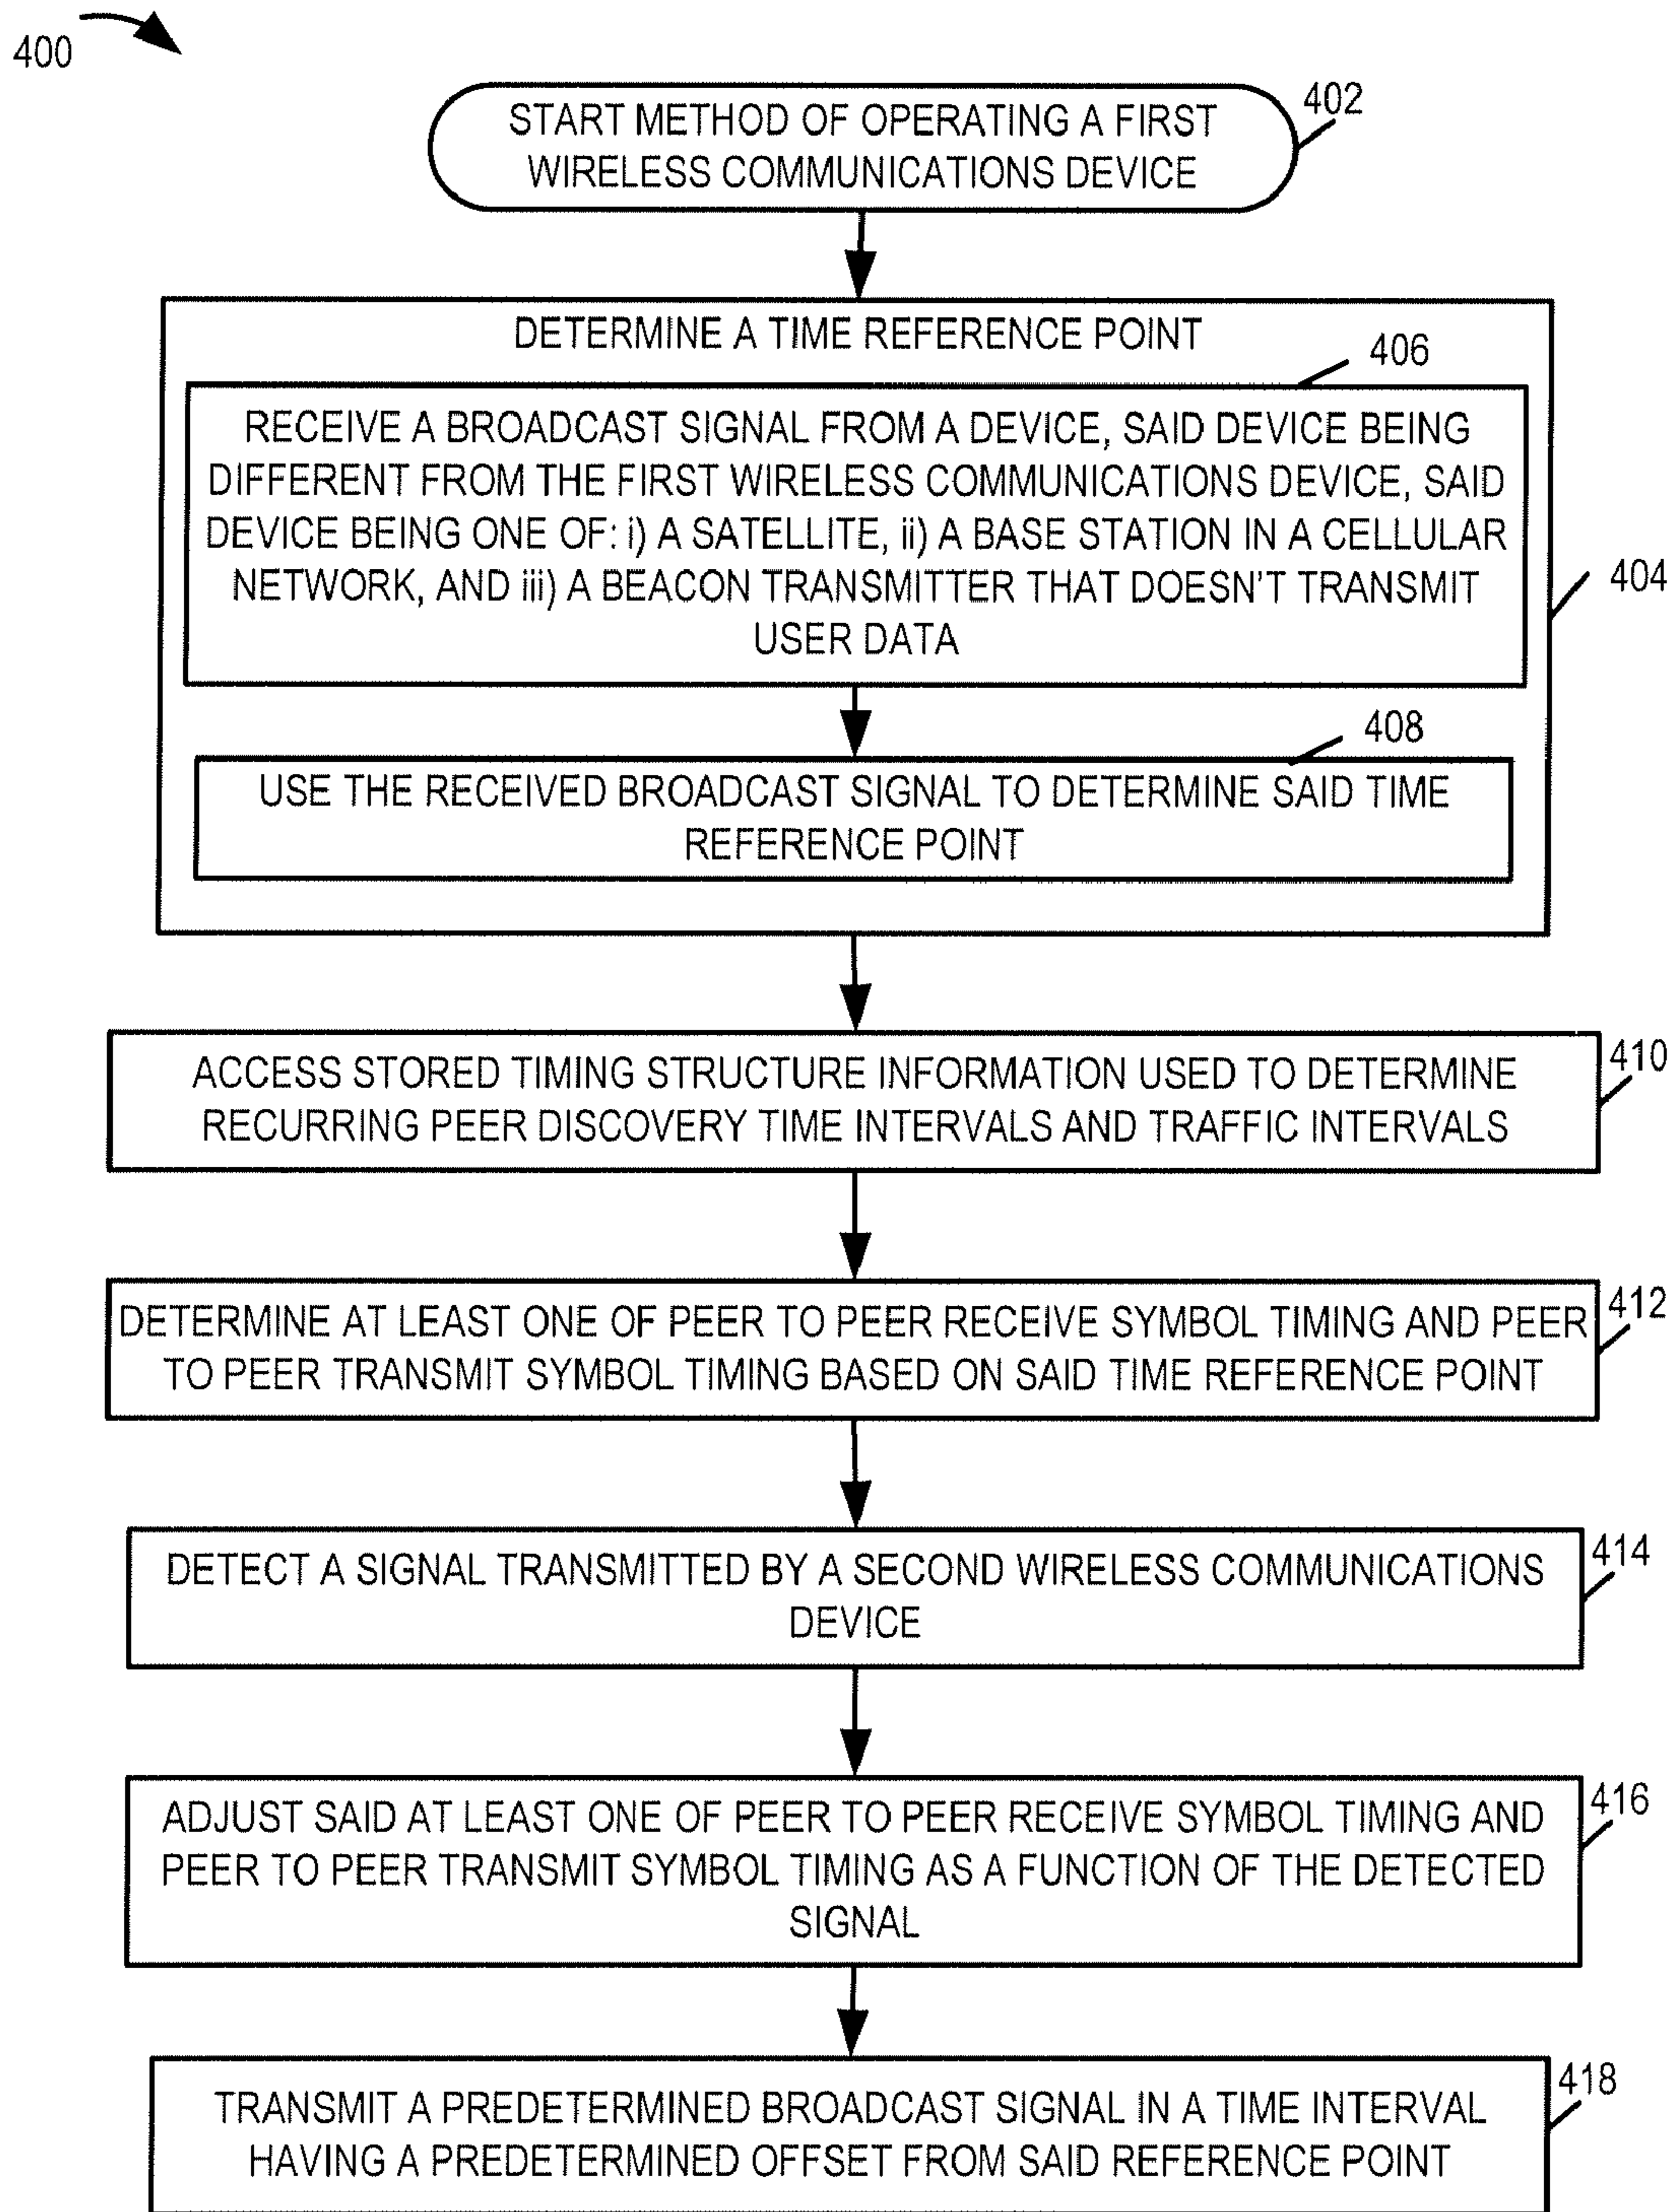 400
START METHOD OF OPERATING A FIRST
WIRELESS COMMUNICATIONS DEVICE
402
DETERMINE A TIME REFERENCE POINT
406
RECEIVE A BROADCAST SIGNAL FROM A DEVICE, SAID DEVICE BEING
DIFFERENT FROM THE FIRST WIRELESS COMMUNICATIONS DEVICE, SAID
DEVICE BEING ONE OF: i) A SATELLITE, ii) A BASE STATION IN A CELLULAR
NETWORK, AND iii) A BEACON TRANSMITTER THAT DOESN'T TRANSMIT
USER DATA
404
408
USE THE RECEIVED BROADCAST SIGNAL TO DETERMINE SAID TIME
REFERENCE POINT
ACCESS STORED TIMING STRUCTURE INFORMATION USED TO DETERMINE
RECURRING PEER DISCOVERY TIME INTERVALS AND TRAFFIC INTERVALS
410
DETERMINE AT LEAST ONE OF PEER TO PEER RECEIVE SYMBOL TIMING AND PEER
TO PEER TRANSMIT SYMBOL TIMING BASED ON SAID TIME REFERENCE POINT
412
DETECT A SIGNAL TRANSMITTED BY A SECOND WIRELESS COMMUNICATIONS
DEVICE
414
ADJUST SAID AT LEAST ONE OF PEER TO PEER RECEIVE SYMBOL TIMING AND
PEER TO PEER TRANSMIT SYMBOL TIMING AS A FUNCTION OF THE DETECTED
SIGNAL
416
TRANSMIT A PREDETERMINED BROADCAST SIGNAL IN A TIME INTERVAL
HAVING A PREDETERMINED OFFSET FROM SAID REFERENCE POINT
418